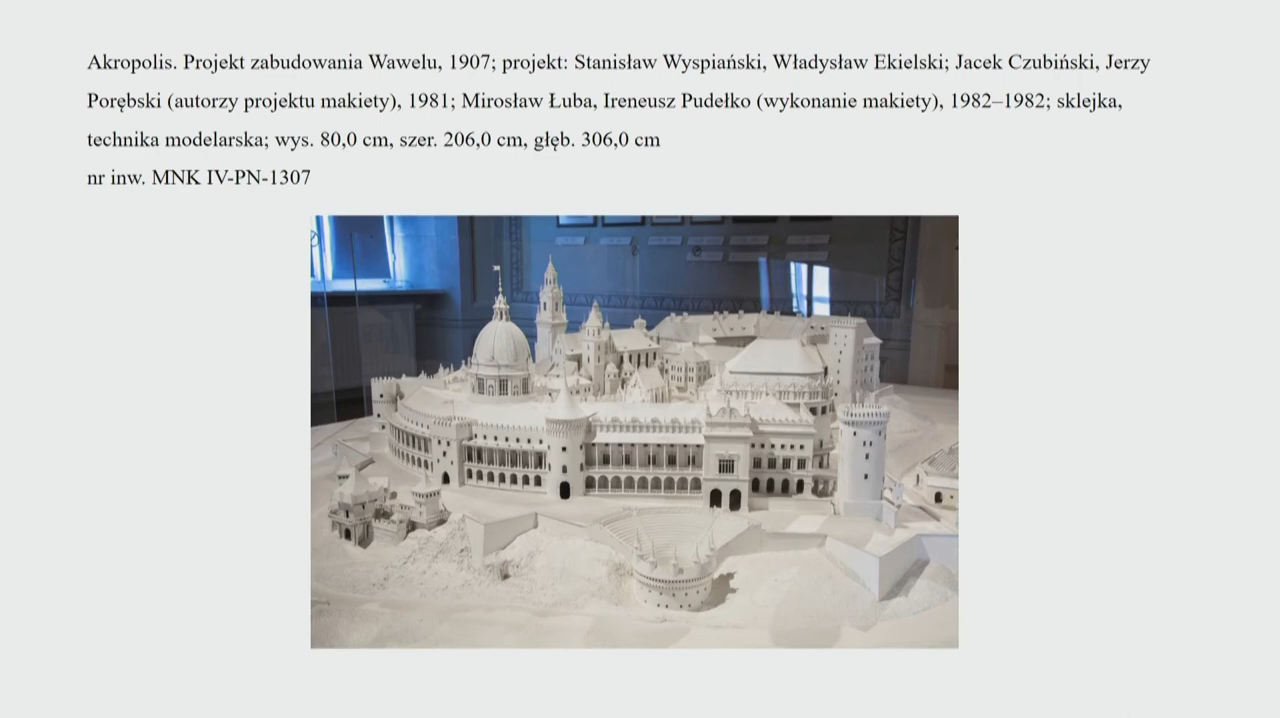 Akropolis. Projekt zabudowania Wawelu, 1907; projekt: Stanisław Wyspiański, Władysław Ekielski; Jacek Czubiński, Jerzy
Porębski (autorzy projektu makiety), 1981; Mirosław Łuba, Ireneusz Pudełko (wykonanie makiety), 1982–1982; sklejka,
technika modelarska; wys. 80,0 cm, szer. 206,0 cm, głęb. 306,0 cm
nr inw. MNK IV-PN-1307